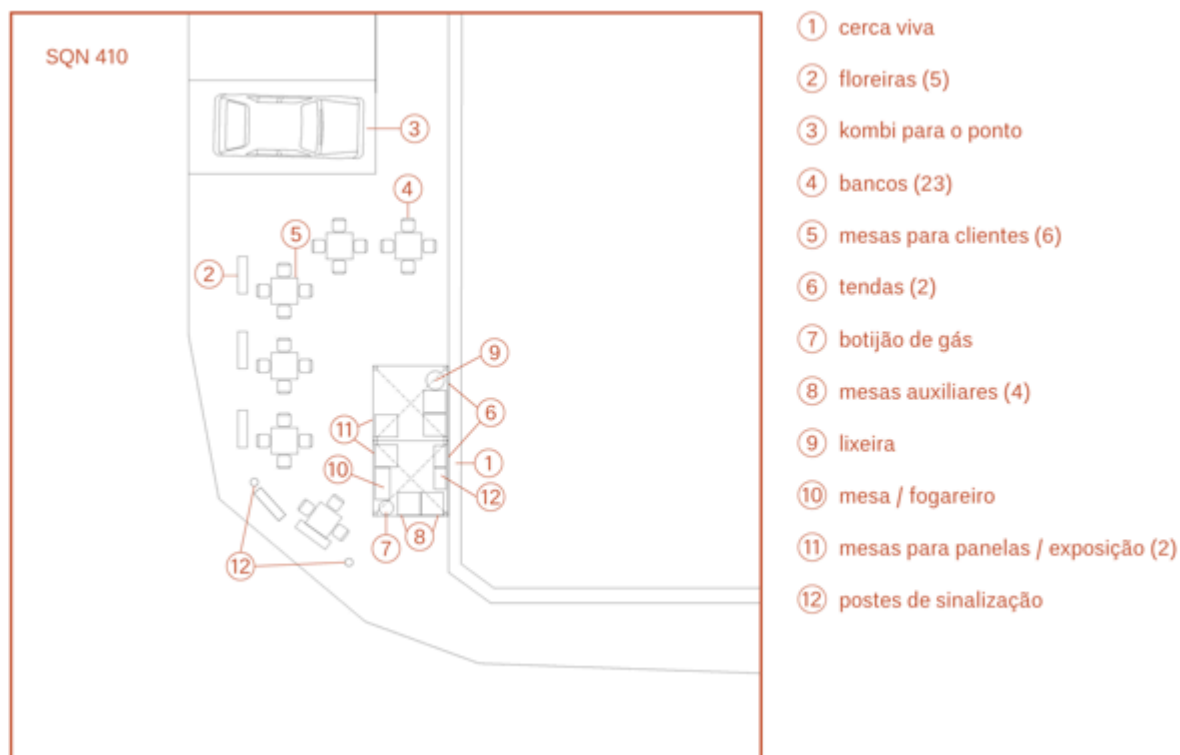 SQN 410
3
4
5
2
9
6
11
10
1
12
7
8
12
1 cerca viva
2 floreiras (5)
3 kombi para o ponto
4 bancos (23)
5 mesas para clientes (6)
6 tendas (2)
7 botijão de gás
8 mesas auxiliares (4)
9 lixeira
10 mesa / fogareiro
11 mesas para panelas / exposição (2)
12 postes de sinalização